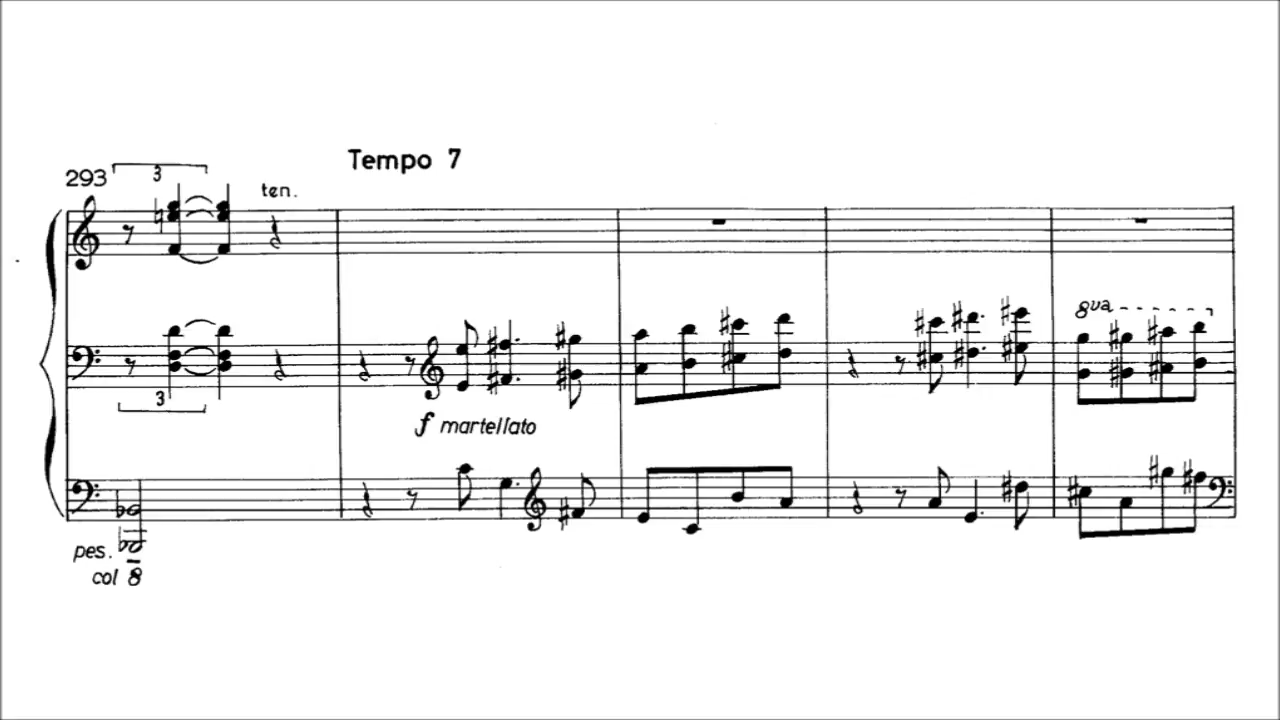 Tempo 7
293
3
ten.
8va
3
f martellato
pes.
col 8